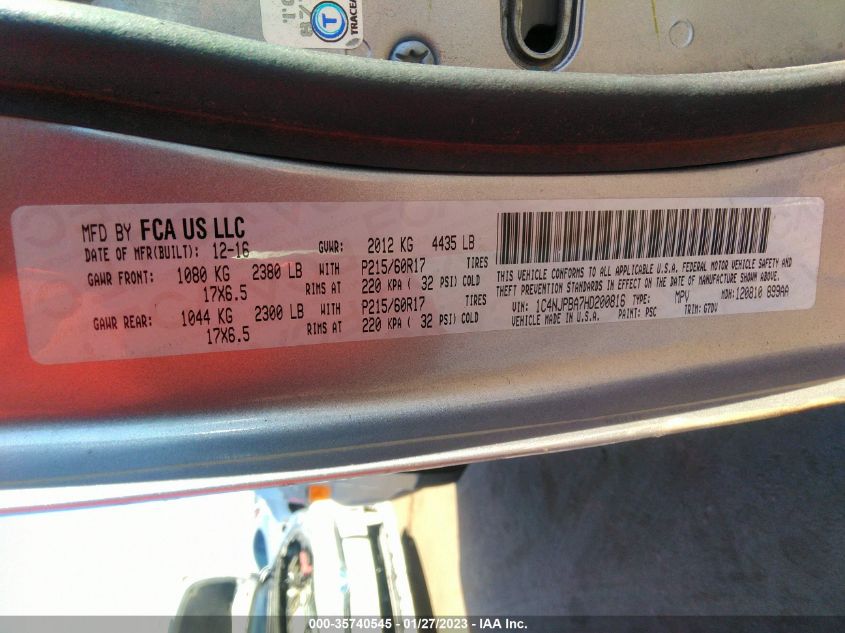 TRACEA
MFD BY FCA US LLC
DATE OF MFR(BUILT): 12-16 GVWR: 2012 KG 4435 LB
GAWR FRONT: 1080 KG 2380 LB WITH P215/60R17 TIRES
17X6.5 RIMS AT 220 KPA ( 32 PSI) COLD
GAWR REAR: 1044 KG 2300 LB WITH P215/60R17 TIRES
17X6.5 RIMS AT 220 KPA ( 32 PSI) COLD
THIS VEHICLE CONFORMS TO ALL APPLICABLE U.S.A. FEDERAL MOTOR VEHICLE SAFETY AND
THEFT PREVENTION STANDARDS IN EFFECT ON THE DATE OF MANUFACTURE SHOWN ABOVE.
VIN: 1C4NJPBA7HD200816 TYPE: MPV MDH: 120810 899AA
VEHICLE MADE IN U.S.A. PAINT: PSC TRIM: G7DV
000-35740545 — 01/27/2023 — IAA Inc.